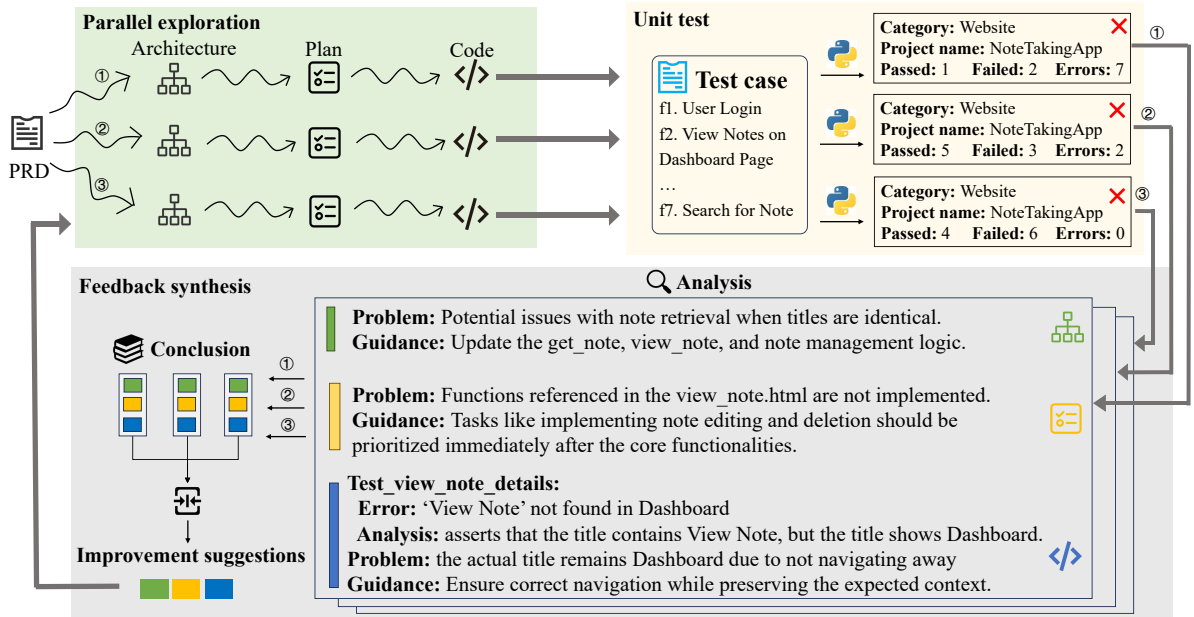 Parallel exploration
Architecture
Plan
Code
①
②
③
PRD
Unit test
Test case
f1. User Login
f2. View Notes on
Dashboard Page
...
f7. Search for Note
Category: Website
Project name: NoteTakingApp
Passed: 1 Failed: 2 Errors: 7
①
Category: Website
Project name: NoteTakingApp
Passed: 5 Failed: 3 Errors: 2
②
Category: Website
Project name: NoteTakingApp
Passed: 4 Failed: 6 Errors: 0
③
Feedback synthesis
Analysis
Problem: Potential issues with note retrieval when titles are identical.
Guidance: Update the get_note, view_note, and note management logic.
Problem: Functions referenced in the view_note.html are not implemented.
Guidance: Tasks like implementing note editing and deletion should be
prioritized immediately after the core functionalities.
Test_view_note_details:
Error: ‘View Note’ not found in Dashboard
Analysis: asserts that the title contains View Note, but the title shows Dashboard.
Problem: the actual title remains Dashboard due to not navigating away
Guidance: Ensure correct navigation while preserving the expected context.
Conclusion
①
②
③
Improvement suggestions